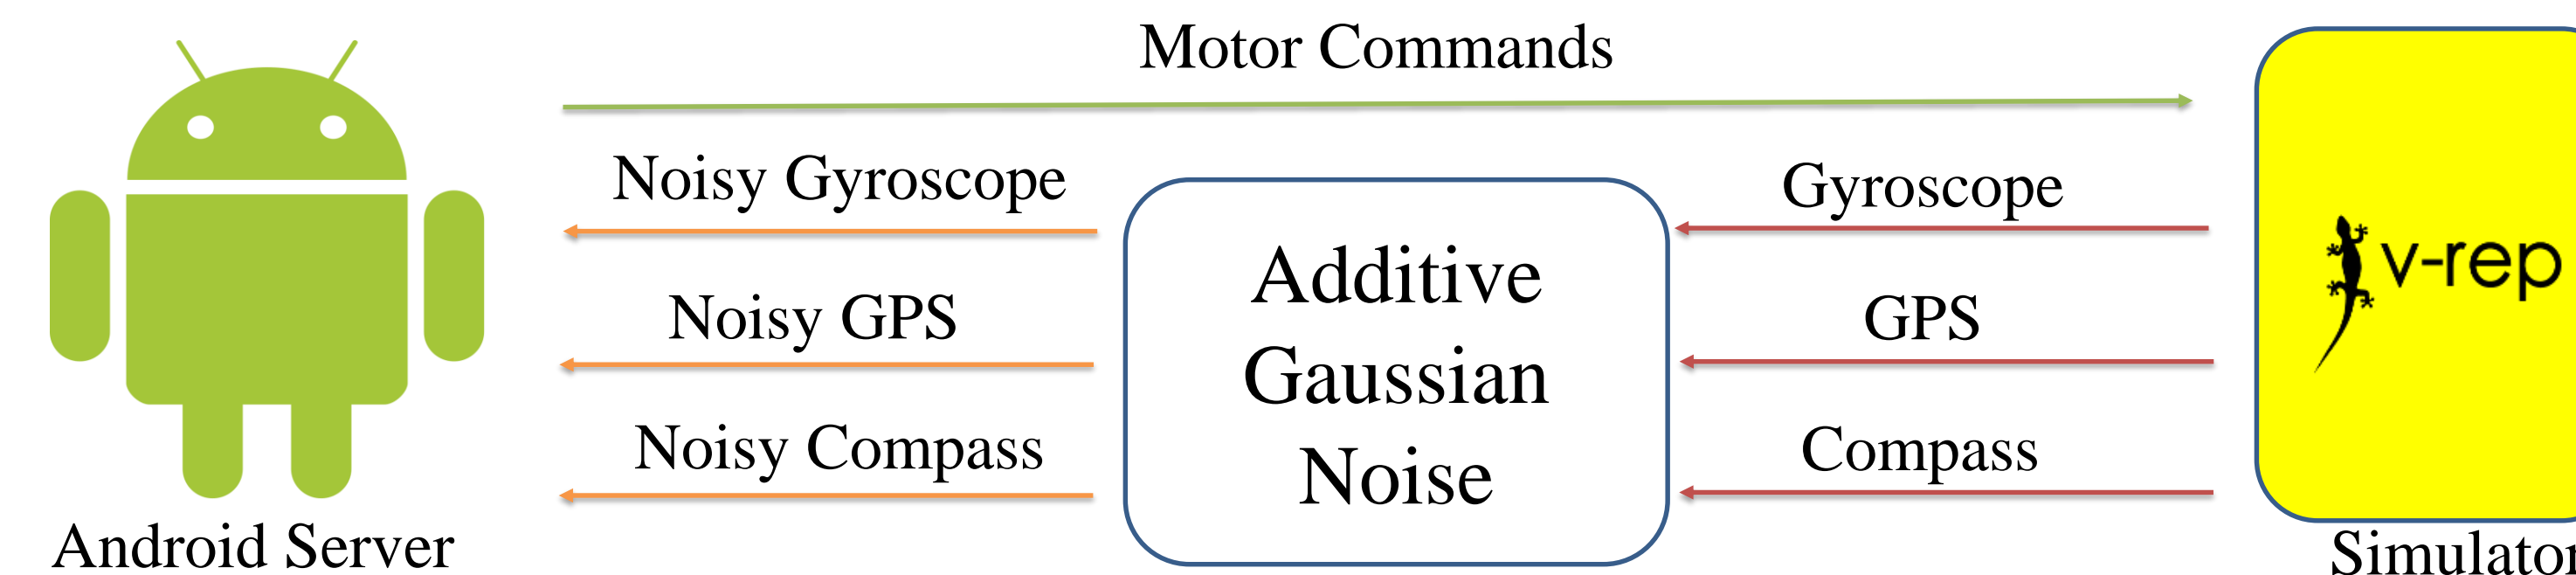 Motor Commands
Noisy Gyroscope
Gyroscope
Noisy GPS
GPS
Noisy Compass
Compass
Additive
Gaussian
Noise
v-rep
Android Server
Simulator